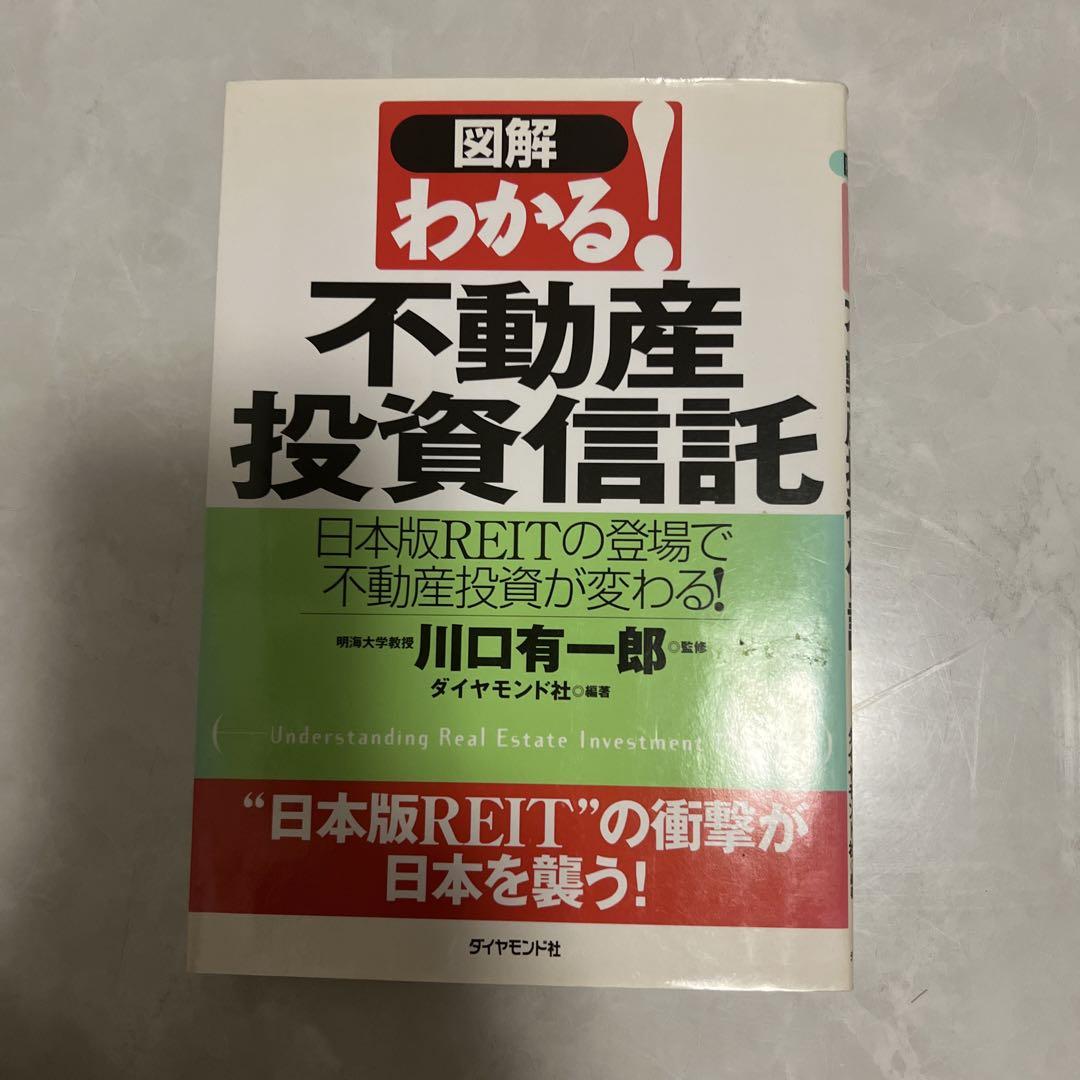 図解
わかる!
不動産
投資信託
日本版REITの登場で
不動産投資が変わる!
明海大学教授 川口有一郎◎監修
ダイヤモンド社◎編著
Understanding Real Estate Investment
“日本版REIT”の衝撃が
日本を襲う!
ダイヤモンド社